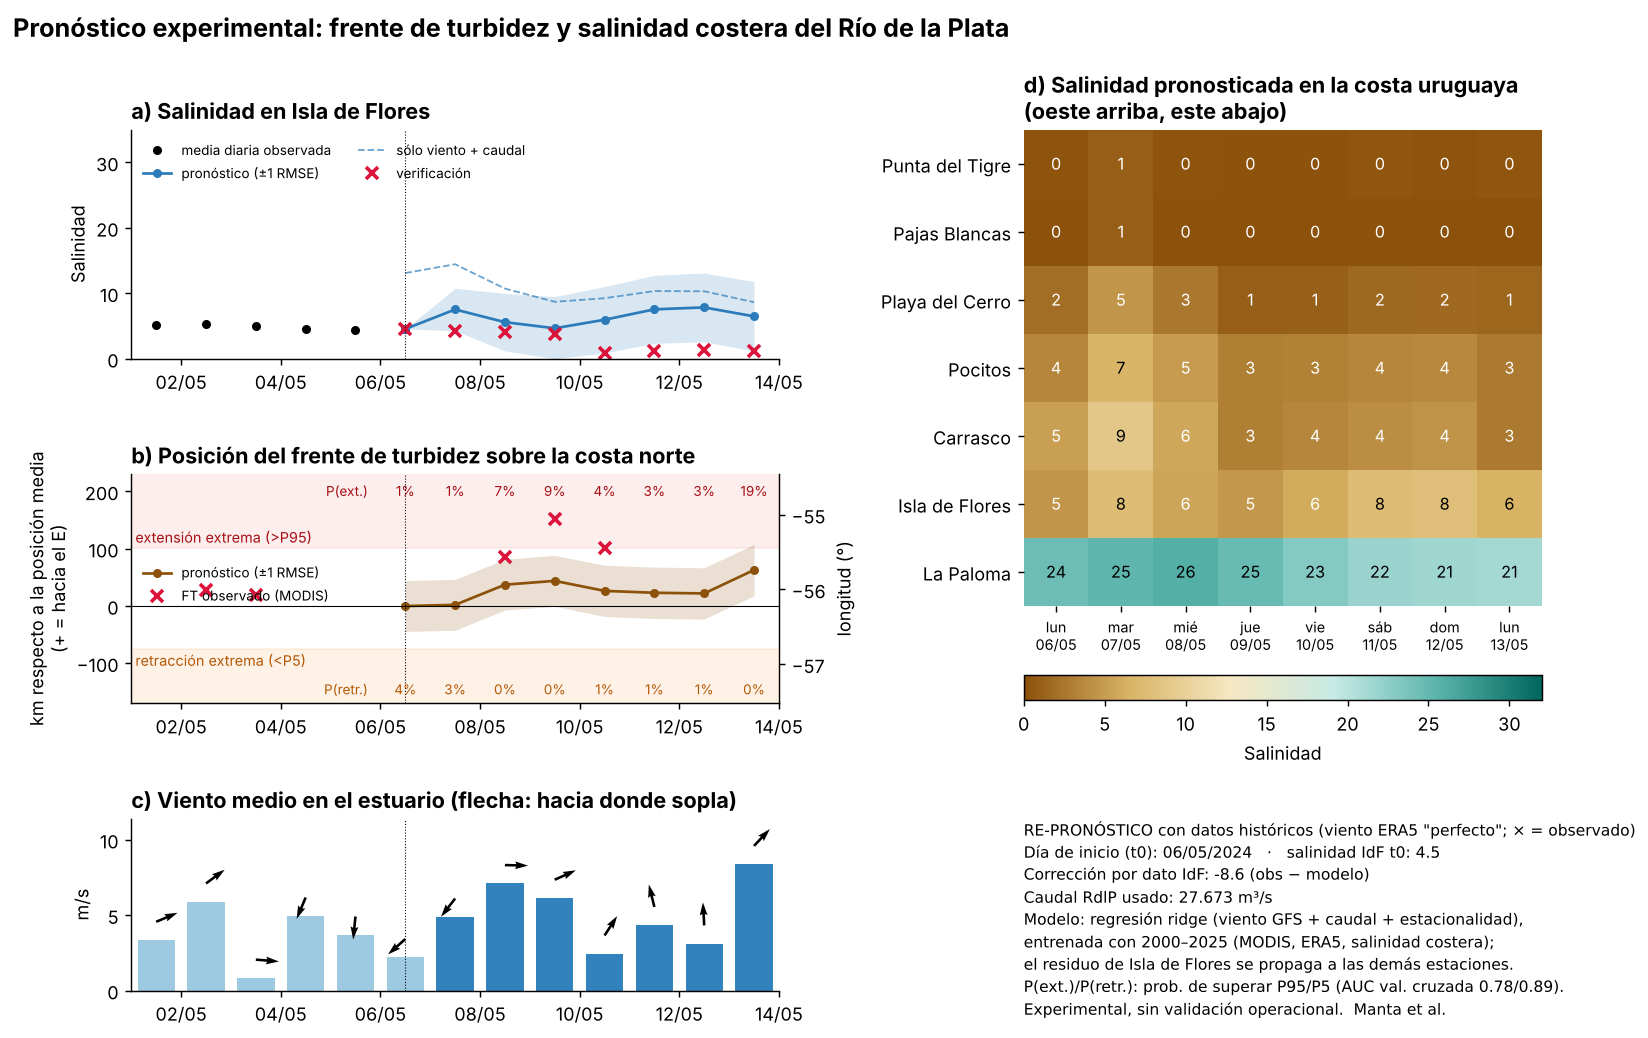 Pronóstico experimental: frente de turbidez y salinidad costera del Río de la Plata
a) Salinidad en Isla de Flores
media diaria observada
pronóstico (±1 RMSE)
sólo viento + caudal
verificación
Salinidad
30
20
10
0
02/05 04/05 06/05 08/05 10/05 12/05 14/05
b) Posición del frente de turbidez sobre la costa norte
km respecto a la posición media
(+ = hacia el E)
200
100
0
−100
P(ext.) 1% 1% 7% 9% 4% 3% 3% 19%
extensión extrema (>P95)
pronóstico (±1 RMSE)
FT observado (MODIS)
retracción extrema (<P5)
P(retr.) 4% 3% 0% 0% 1% 1% 1% 0%
−55
−56
−57
longitud (°)
02/05 04/05 06/05 08/05 10/05 12/05 14/05
c) Viento medio en el estuario (flecha: hacia donde sopla)
m/s
10
5
0
02/05 04/05 06/05 08/05 10/05 12/05 14/05
d) Salinidad pronosticada en la costa uruguaya
(oeste arriba, este abajo)
Punta del Tigre 0 1 0 0 0 0 0 0
Pajas Blancas 0 1 0 0 0 0 0 0
Playa del Cerro 2 5 3 1 1 2 2 1
Pocitos 4 7 5 3 3 4 4 3
Carrasco 5 9 6 3 4 4 4 3
Isla de Flores 5 8 6 5 6 8 8 6
La Paloma 24 25 26 25 23 22 21 21
lun mar mié jue vie sáb dom lun
06/05 07/05 08/05 09/05 10/05 11/05 12/05 13/05
0 5 10 15 20 25 30
Salinidad
RE-PRONÓSTICO con datos históricos (viento ERA5 "perfecto"; × = observado)
Día de inicio (t0): 06/05/2024 · salinidad IdF t0: 4.5
Corrección por dato IdF: -8.6 (obs − modelo)
Caudal RdlP usado: 27.673 m³/s
Modelo: regresión ridge (viento GFS + caudal + estacionalidad),
entrenada con 2000–2025 (MODIS, ERA5, salinidad costera);
el residuo de Isla de Flores se propaga a las demás estaciones.
P(ext.)/P(retr.): prob. de superar P95/P5 (AUC val. cruzada 0.78/0.89).
Experimental, sin validación operacional. Manta et al.